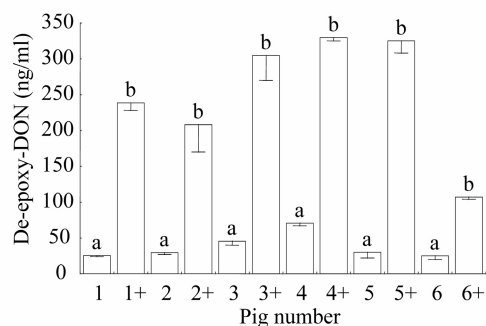 De-epoxy-DON (ng/ml)
350
300
250
200
150
100
50
0
a b a b a b a b a b a b
1 1+ 2 2+ 3 3+ 4 4+ 5 5+ 6 6+
Pig number